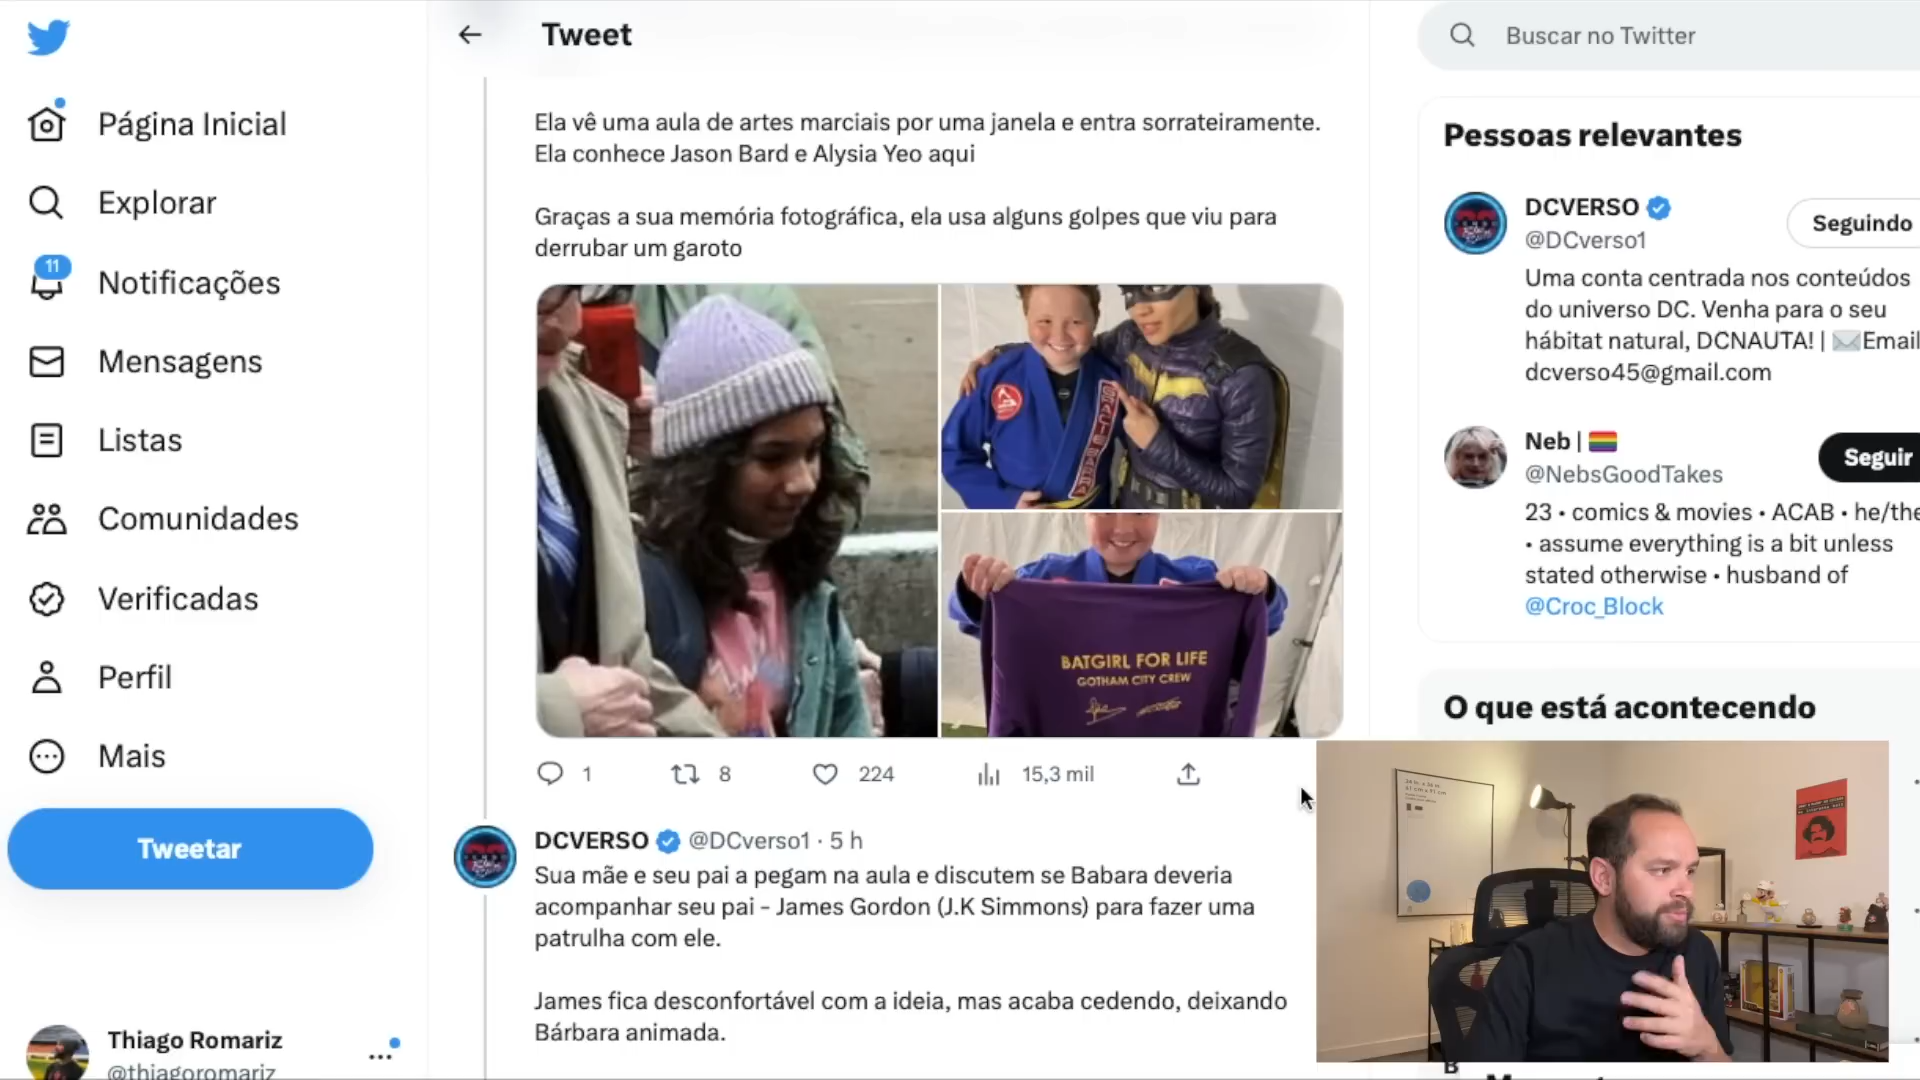 Tweet
Buscar no Twitter
Página Inicial
Explorar
11
Notificações
Mensagens
Listas
Comunidades
Verificadas
Perfil
Mais
Tweetar
Thiago Romariz
@thiagoromariz
Ela vê uma aula de artes marciais por uma janela e entra sorrateiramente.
Ela conhece Jason Bard e Alysia Yeo aqui
Graças a sua memória fotográfica, ela usa alguns golpes que viu para
derrubar um garoto
BATGIRL FOR LIFE
GOTHAM CITY CREW
1
8
224
15,3 mil
DCVERSO @DCverso1 · 5 h
Sua mãe e seu pai a pegam na aula e discutem se Babara deveria
acompanhar seu pai - James Gordon (J.K Simmons) para fazer uma
patrulha com ele.
James fica desconfortável com a ideia, mas acaba cedendo, deixando
Bárbara animada.
Pessoas relevantes
DCVERSO
@DCverso1
Seguindo
Uma conta centrada nos conteúdos
do universo DC. Venha para o seu
hábitat natural, DCNAUTA! | Email
dcverso45@gmail.com
Neb |
@NebsGoodTakes
Seguir
23 • comics & movies • ACAB • he/the
• assume everything is a bit unless
stated otherwise • husband of
@Croc_Block
O que está acontecendo